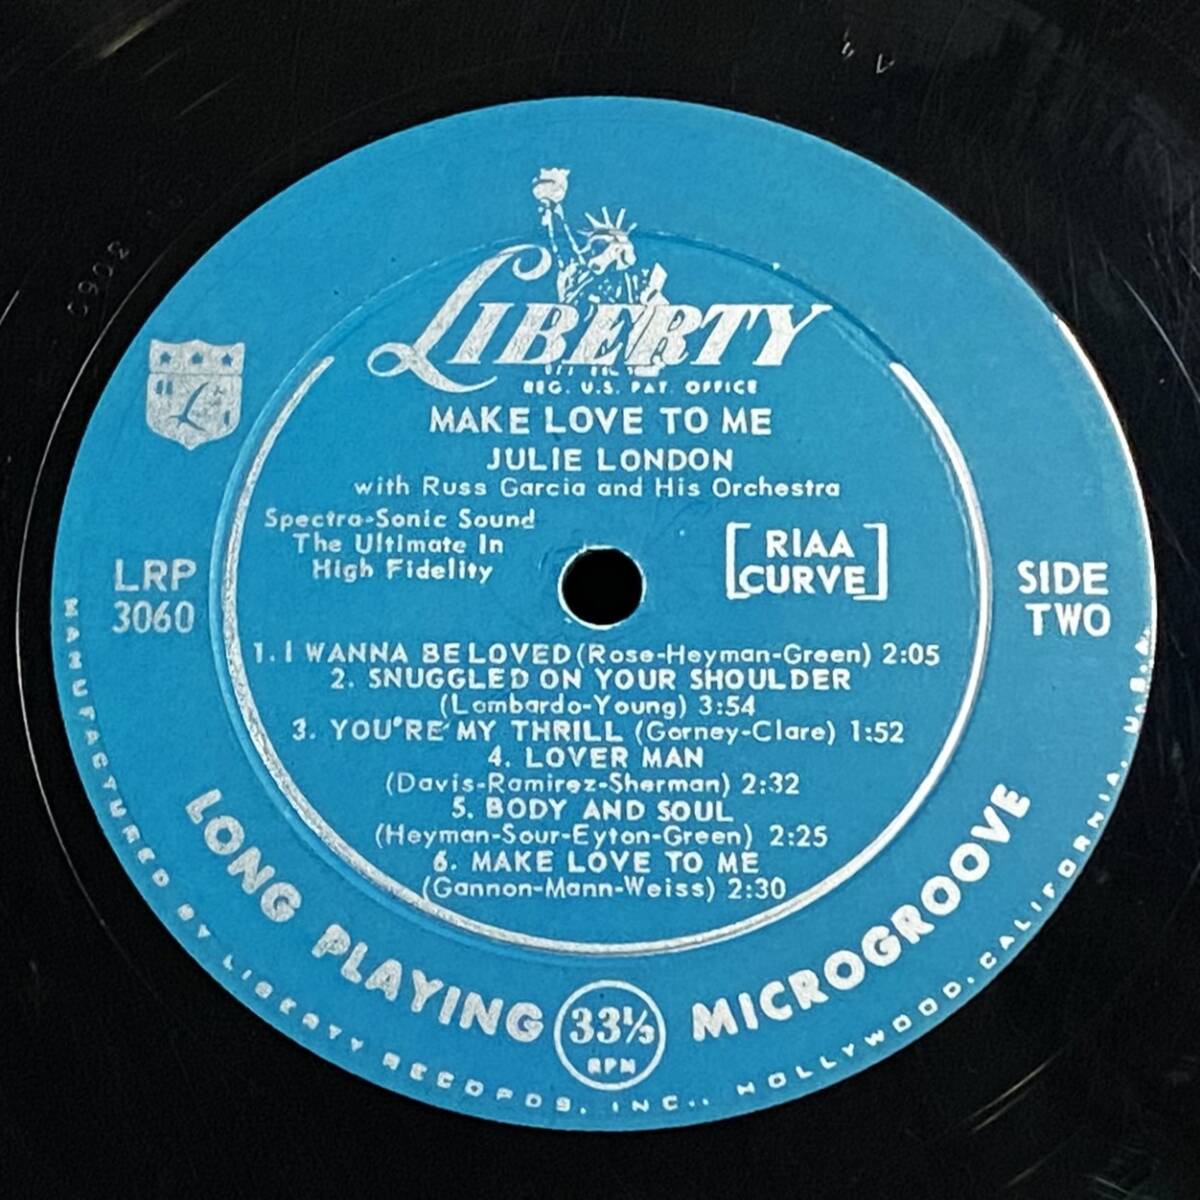 LIBERTY
REG. U.S. PAT. OFFICE
MAKE LOVE TO ME
JULIE LONDON
with Russ Garcia and His Orchestra
Spectra-Sonic Sound
The Ultimate In
High Fidelity
RIAA
CURVE
L
LRP
3060
SIDE
TWO
1. I WANNA BE LOVED (Rose-Heyman-Green) 2:05
2. SNUGGLED ON YOUR SHOULDER
(Lombardo-Young) 3:54
3. YOU'RE MY THRILL (Gorney-Clare) 1:52
4. LOVER MAN
(Davis-Ramirez-Sherman) 2:32
5. BODY AND SOUL
(Heyman-Sour-Eyton-Green) 2:25
6. MAKE LOVE TO ME
(Gannon-Mann-Weiss) 2:30
LONG PLAYING 33⅓ RPM MICROGROOVE
MANUFACTURED BY LIBERTY RECORDS, INC., HOLLYWOOD, CALIFORNIA, U.S.A.